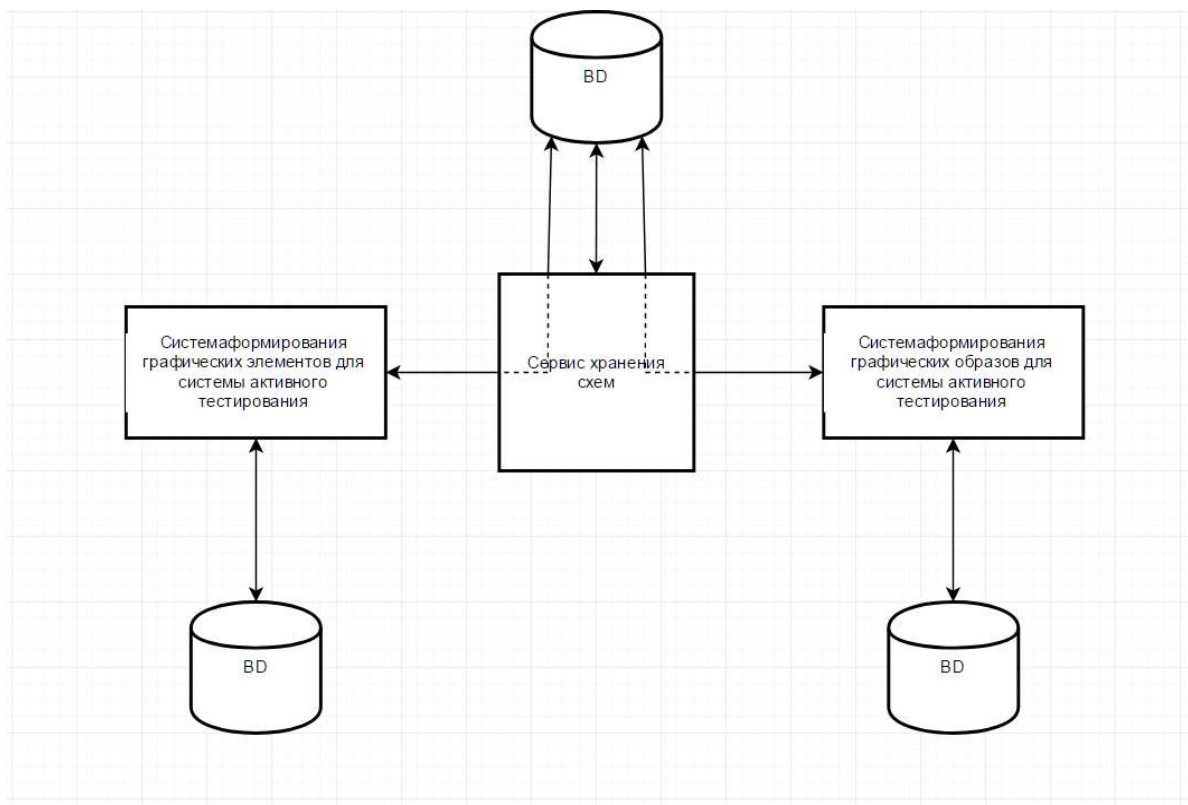 BD
Системаформирования
графических элементов для
системы активного
тестирования
Сервис хранения
схем
Системаформирования
графических образов для
системы активного
тестирования
BD
BD